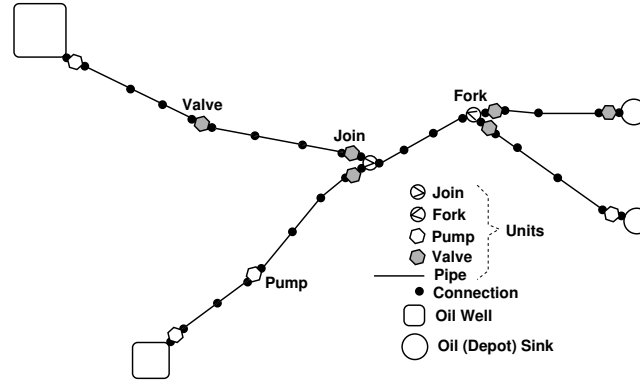 Valve
Fork
Join
Pump
Join
Fork
Pump
Valve
Units
Pipe
Connection
Oil Well
Oil (Depot) Sink